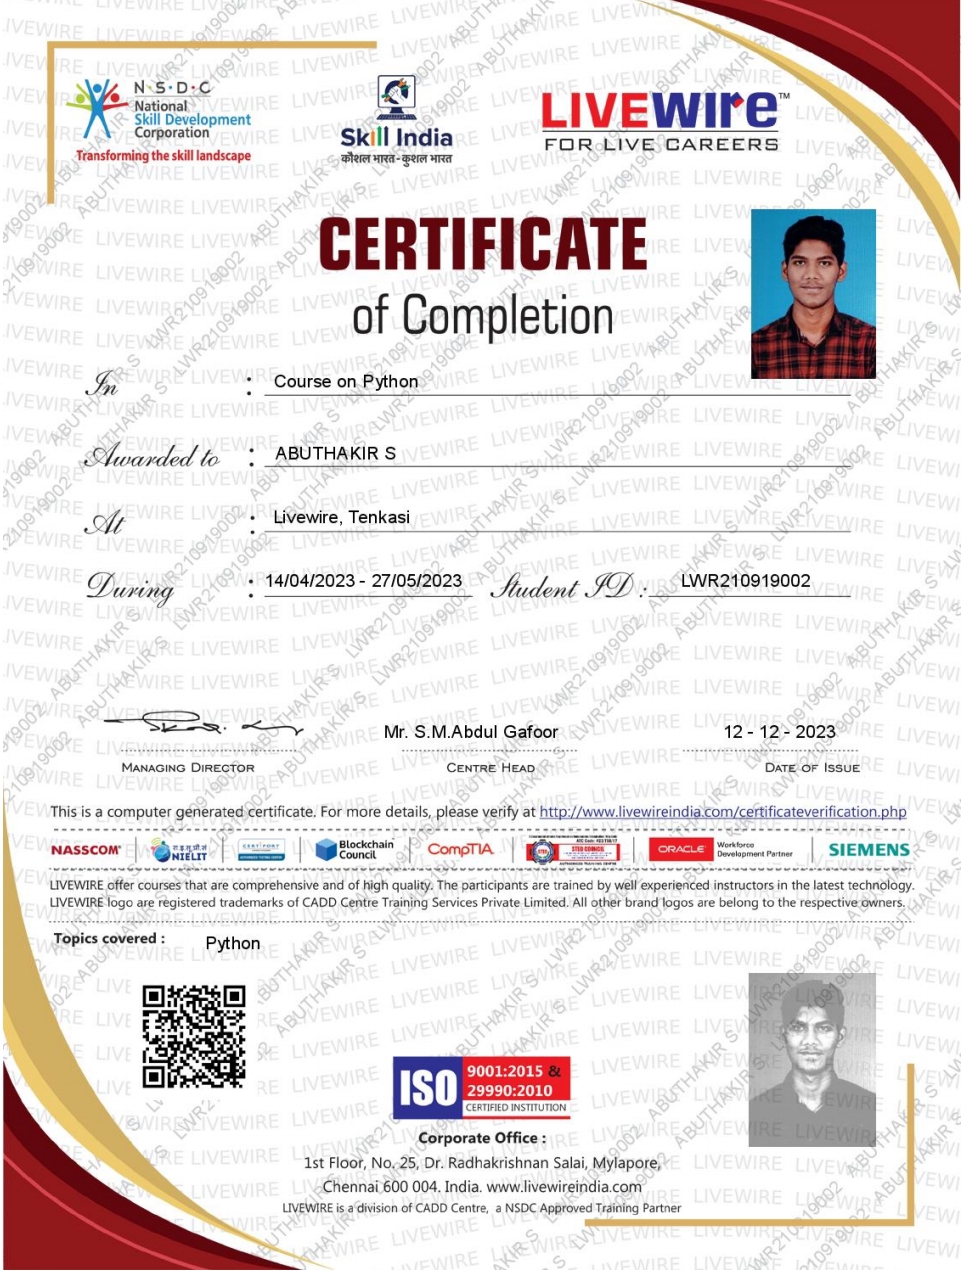 N·S·D·C
National
Skill Development
Corporation
Transforming the skill landscape
Skill India
कौशल भारत - कुशल भारत
LIVEWIRE™
FOR LIVE CAREERS
CERTIFICATE
of Completion
In : Course on Python
Awarded to : ABUTHAKIR S
At : Livewire, Tenkasi
During : 14/04/2023 - 27/05/2023 Student ID : LWR210919002
Mr. S.M.Abdul Gafoor
12 - 12 - 2023
MANAGING DIRECTOR
CENTRE HEAD
DATE OF ISSUE
This is a computer generated certificate. For more details, please verify at http://www.livewireindia.com/certificateverification.php
NASSCOM®
रा.इ.सू.प्रौ.सं
NIELIT
CERTIPORT
Blockchain
Council
CompTIA
STED COUNCIL
ORACLE
Workforce
Development Partner
SIEMENS
LIVEWIRE offer courses that are comprehensive and of high quality. The participants are trained by well experienced instructors in the latest technology.
LIVEWIRE logo are registered trademarks of CADD Centre Training Services Private Limited. All other brand logos are belong to the respective owners.
Topics covered : Python
ISO
9001:2015 &
29990:2010
CERTIFIED INSTITUTION
Corporate Office :
1st Floor, No. 25, Dr. Radhakrishnan Salai, Mylapore,
Chennai 600 004. India. www.livewireindia.com
LIVEWIRE is a division of CADD Centre, a NSDC Approved Training Partner
LIVEWIRE
ABUTHAKIR S LWR210919002